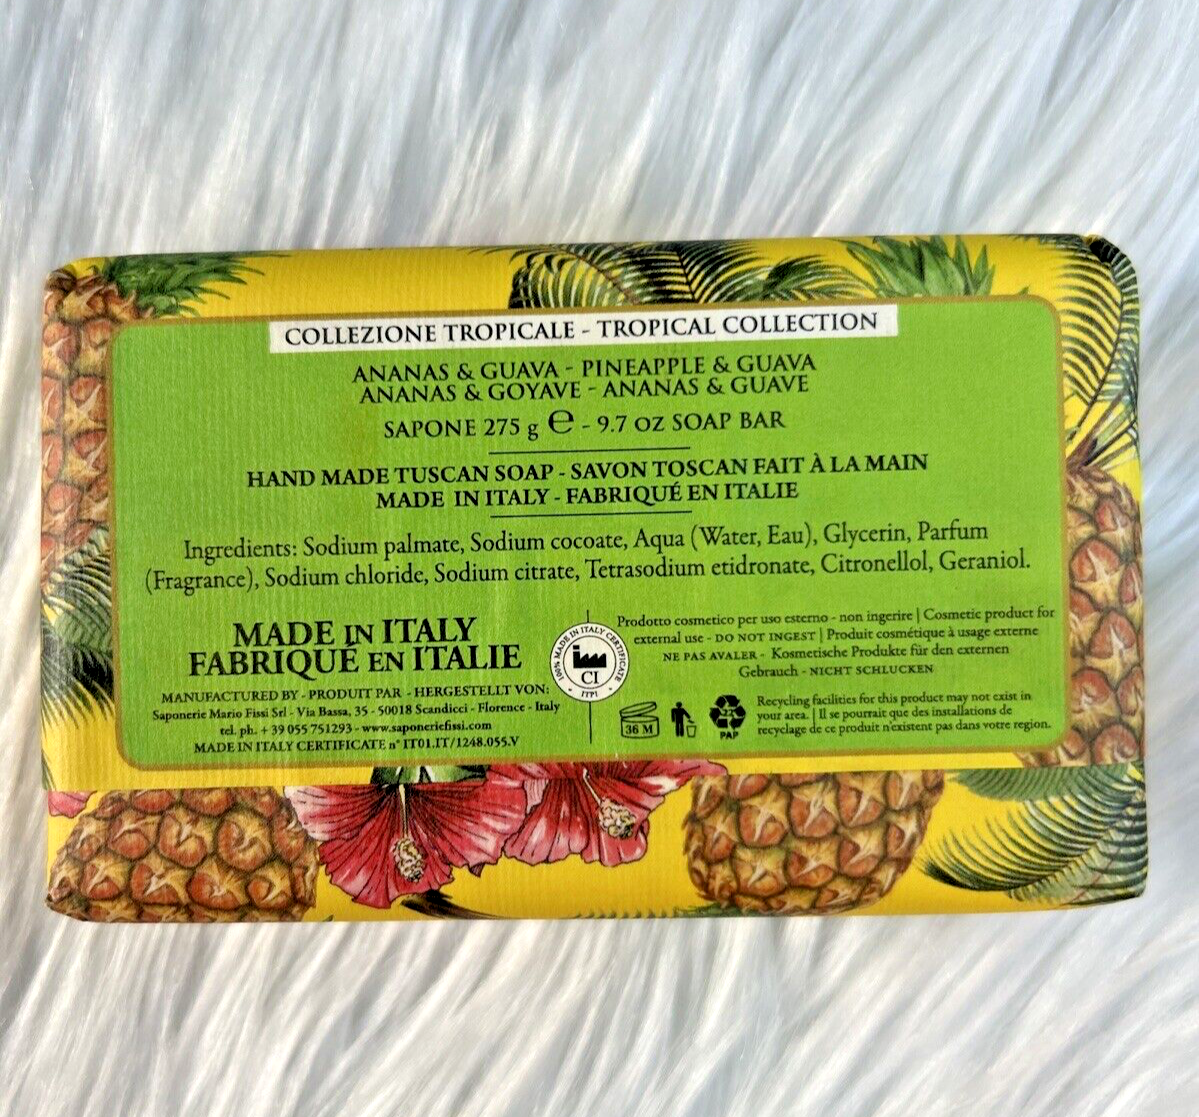 COLLEZIONE TROPICALE - TROPICAL COLLECTION
ANANAS & GUAVA - PINEAPPLE & GUAVA
ANANAS & GOYAVE - ANANAS & GUAVE
SAPONE 275 g ℮ - 9.7 OZ SOAP BAR
HAND MADE TUSCAN SOAP - SAVON TOSCAN FAIT À LA MAIN
MADE IN ITALY - FABRIQUÉ EN ITALIE
Ingredients: Sodium palmate, Sodium cocoate, Aqua (Water, Eau), Glycerin, Parfum
(Fragrance), Sodium chloride, Sodium citrate, Tetrasodium etidronate, Citronellol, Geraniol.
MADE IN ITALY
FABRIQUÉ EN ITALIE
MANUFACTURED BY - PRODUIT PAR - HERGESTELLT VON:
Saponerie Mario Fissi Srl - Via Bassa, 35 - 50018 Scandicci - Florence - Italy
tel. ph. + 39 055 751293 - www.saponeriefissi.com
MADE IN ITALY CERTIFICATE n° IT01.IT/1248.055.V
100% MADE IN ITALY CERTIFICATE
CI
ITPI
Prodotto cosmetico per uso esterno - non ingerire | Cosmetic product for
external use - DO NOT INGEST | Produit cosmétique à usage externe
NE PAS AVALER - Kosmetische Produkte für den externen
Gebrauch - NICHT SCHLUCKEN
36 M
22
PAP
Recycling facilities for this product may not exist in
your area. | Il se pourrait que des installations de
recyclage de ce produit n'existent pas dans votre region.